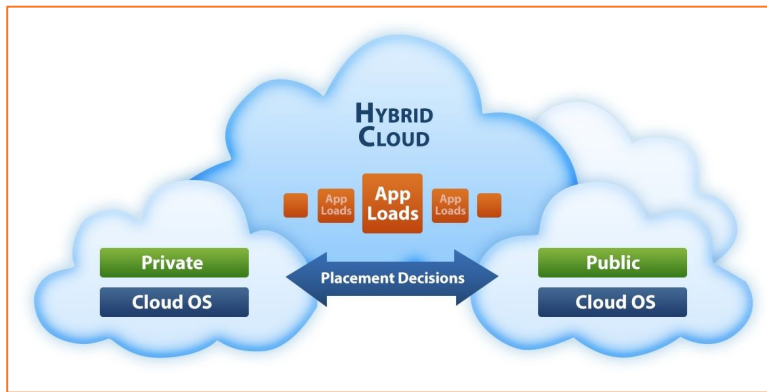 HYBRID
CLOUD
App
Loads
App
Loads
App
Loads
Private
Cloud OS
Placement Decisions
Public
Cloud OS